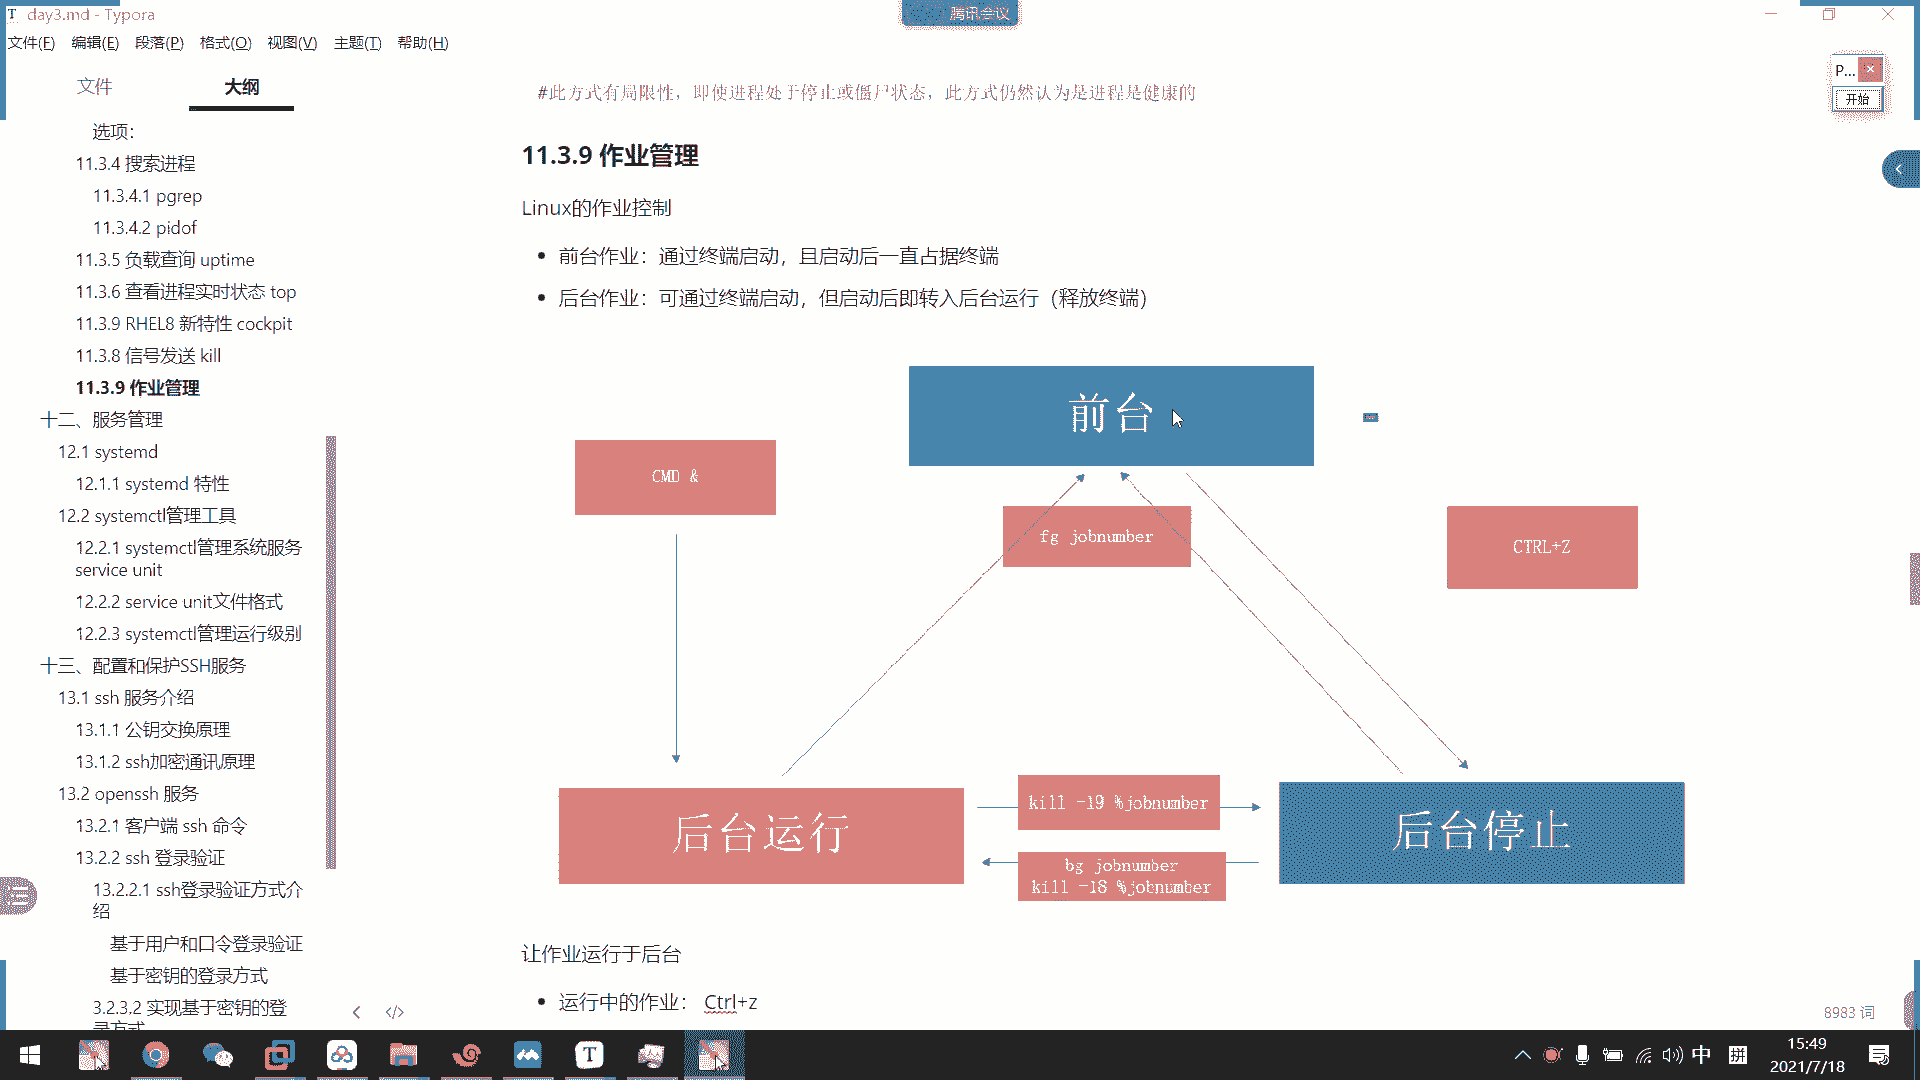 day3.md - Typora
腾讯会议
文件(F) 编辑(E) 段落(P) 格式(O) 视图(V) 主题(T) 帮助(H)
P...
开始
文件 大纲
选项：
11.3.4 搜索进程
11.3.4.1 pgrep
11.3.4.2 pidof
11.3.5 负载查询 uptime
11.3.6 查看进程实时状态 top
11.3.9 RHEL8 新特性 cockpit
11.3.8 信号发送 kill
11.3.9 作业管理
十二、服务管理
12.1 systemd
12.1.1 systemd 特性
12.2 systemctl管理工具
12.2.1 systemctl管理系统服务
service unit
12.2.2 service unit文件格式
12.2.3 systemctl管理运行级别
十三、配置和保护SSH服务
13.1 ssh 服务介绍
13.1.1 公钥交换原理
13.1.2 ssh加密通讯原理
13.2 openssh 服务
13.2.1 客户端 ssh 命令
13.2.2 ssh 登录验证
13.2.2.1 ssh登录验证方式介
绍
基于用户和口令登录验证
基于密钥的登录方式
3.2.3.2 实现基于密钥的登
录方式
#此方式有局限性，即使进程处于停止或僵尸状态，此方式仍然认为是进程是健康的
11.3.9 作业管理
Linux的作业控制
• 前台作业：通过终端启动，且启动后一直占据终端
• 后台作业：可通过终端启动，但启动后即转入后台运行（释放终端）
前台
CMD &
fg jobnumber
CTRL+Z
后台运行
kill -19 %jobnumber
bg jobnumber
kill -18 %jobnumber
后台停止
让作业运行于后台
• 运行中的作业： Ctrl+z
8983 词
中 拼
15:49
2021/7/18